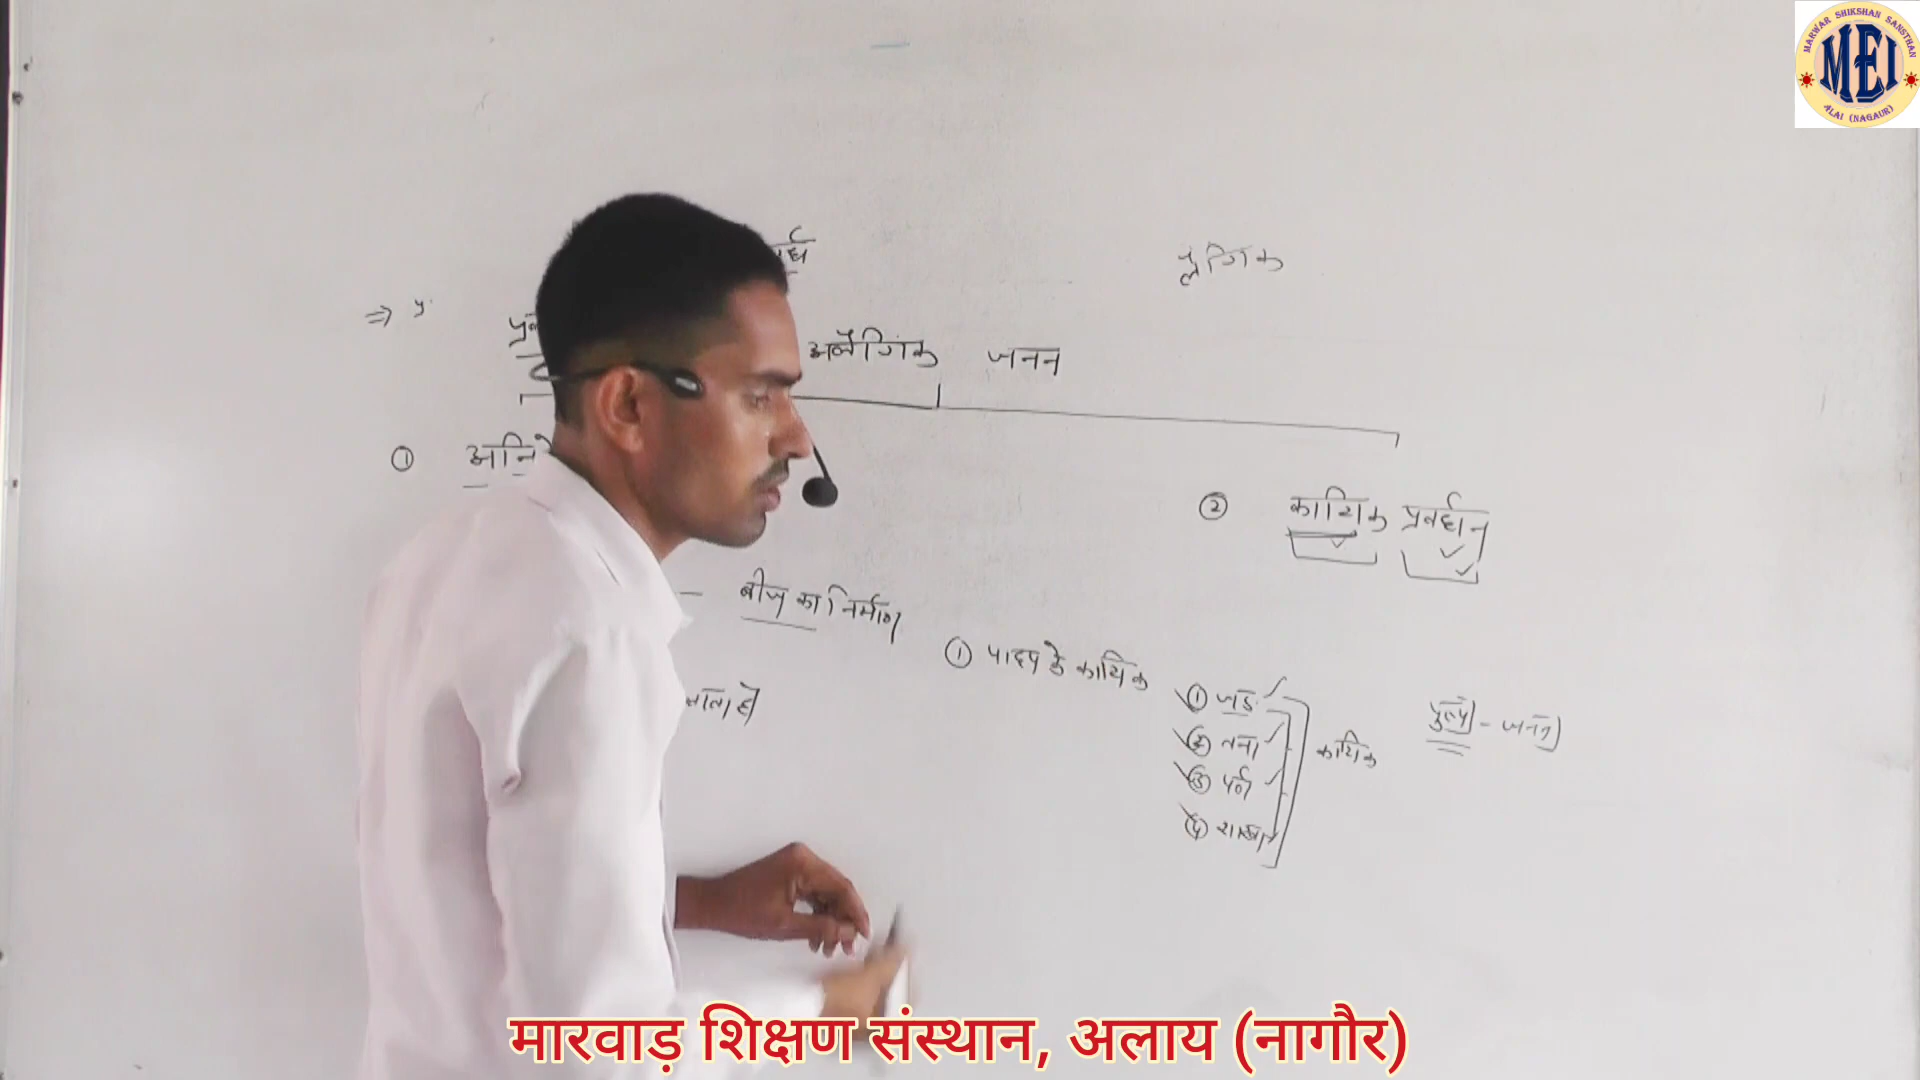 MARWAR SHIKSHAN SANSTHAN
MEI
ALAI (NAGAUR)
लैगिक
⇒
अलैगिंक जनन
① अनि
② कायिक प्रवर्धन
– बीज का निर्माण
① पादप के कायिक
① जड़
② तना
③ पर्ण
④ शाखा
कायिक
पुष्प - जनन
जाता है
मारवाड़ शिक्षण संस्थान, अलाय (नागौर)